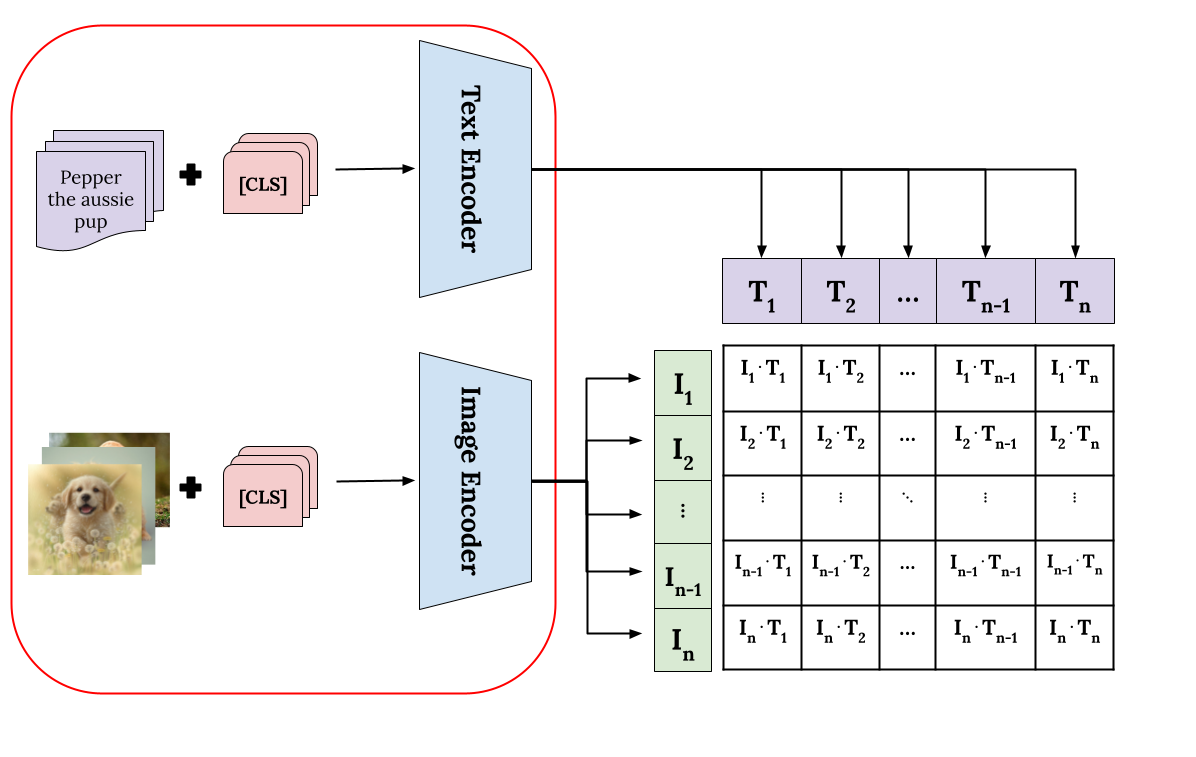 Pepper
the aussie
pup
[CLS]
Text Encoder
T1 T2 ... Tn-1 Tn
[CLS]
Image Encoder
I1
I2
⋮
In-1
In
I1 · T1 I1 · T2 ... I1 · Tn-1 I1 · Tn
I2 · T1 I2 · T2 ... I2 · Tn-1 I2 · Tn
⋮ ⋮ ⋱ ⋮ ⋮
In-1 · T1 In-1 · T2 ... In-1 · Tn-1 In-1 · Tn
In · T1 In · T2 ... In · Tn-1 In · Tn